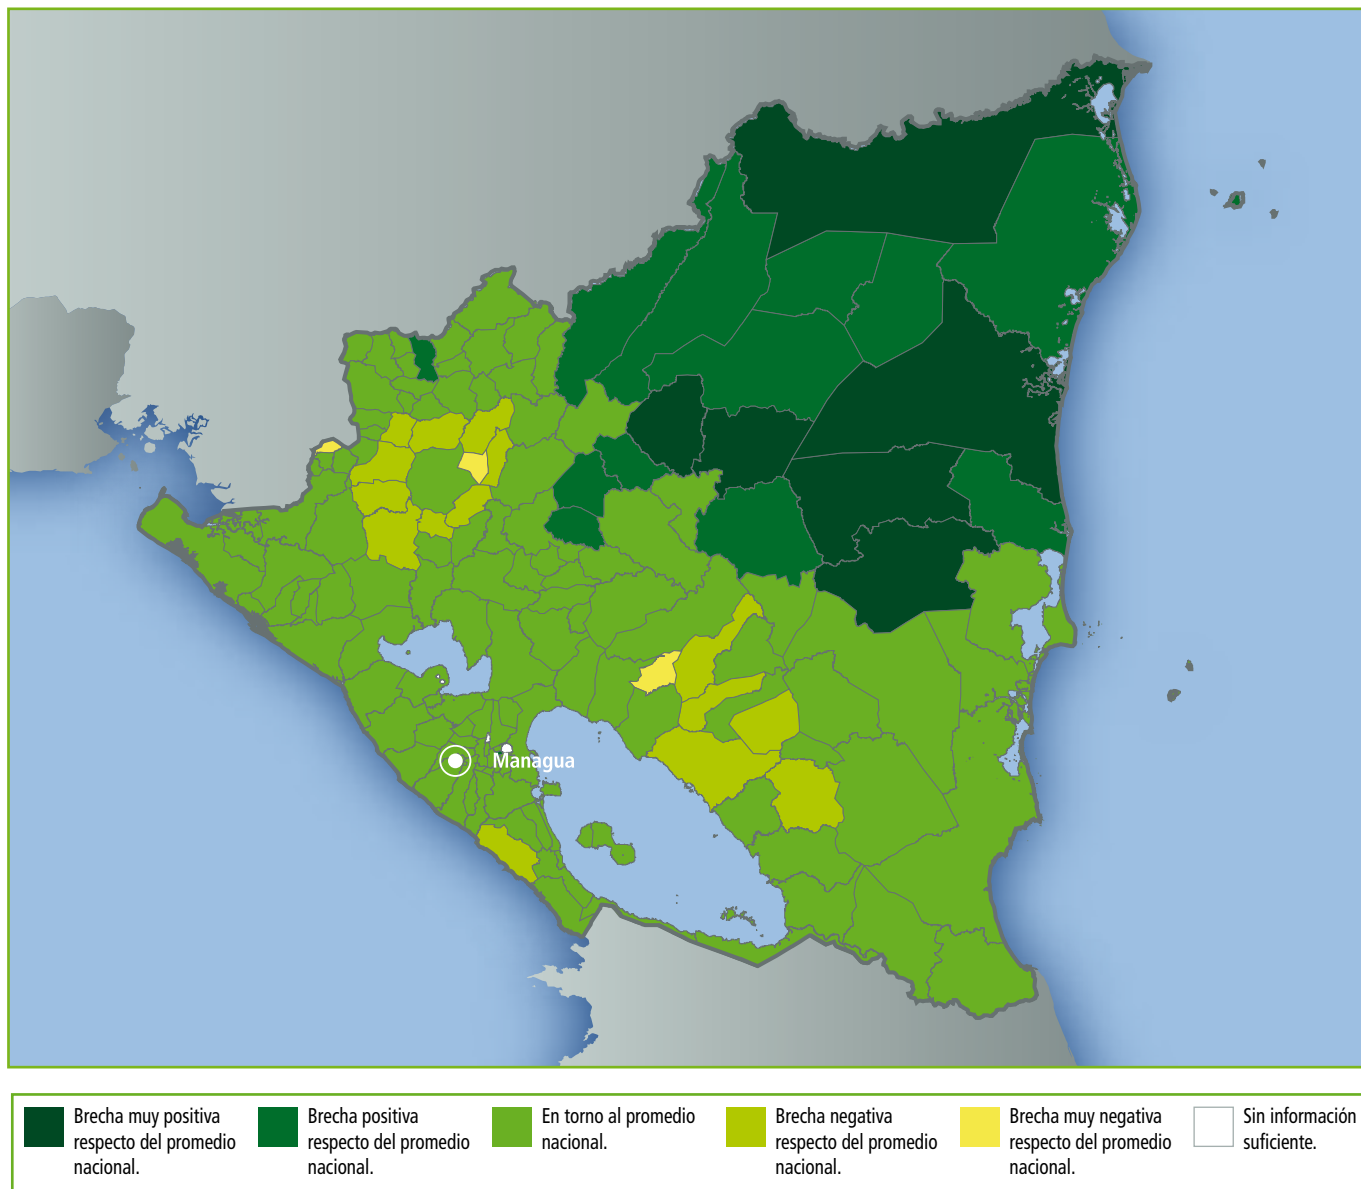 Managua
Brecha muy positiva
respecto del promedio
nacional.
Brecha positiva
respecto del promedio
nacional.
En torno al promedio
nacional.
Brecha negativa
respecto del promedio
nacional.
Brecha muy negativa
respecto del promedio
nacional.
Sin información
suficiente.